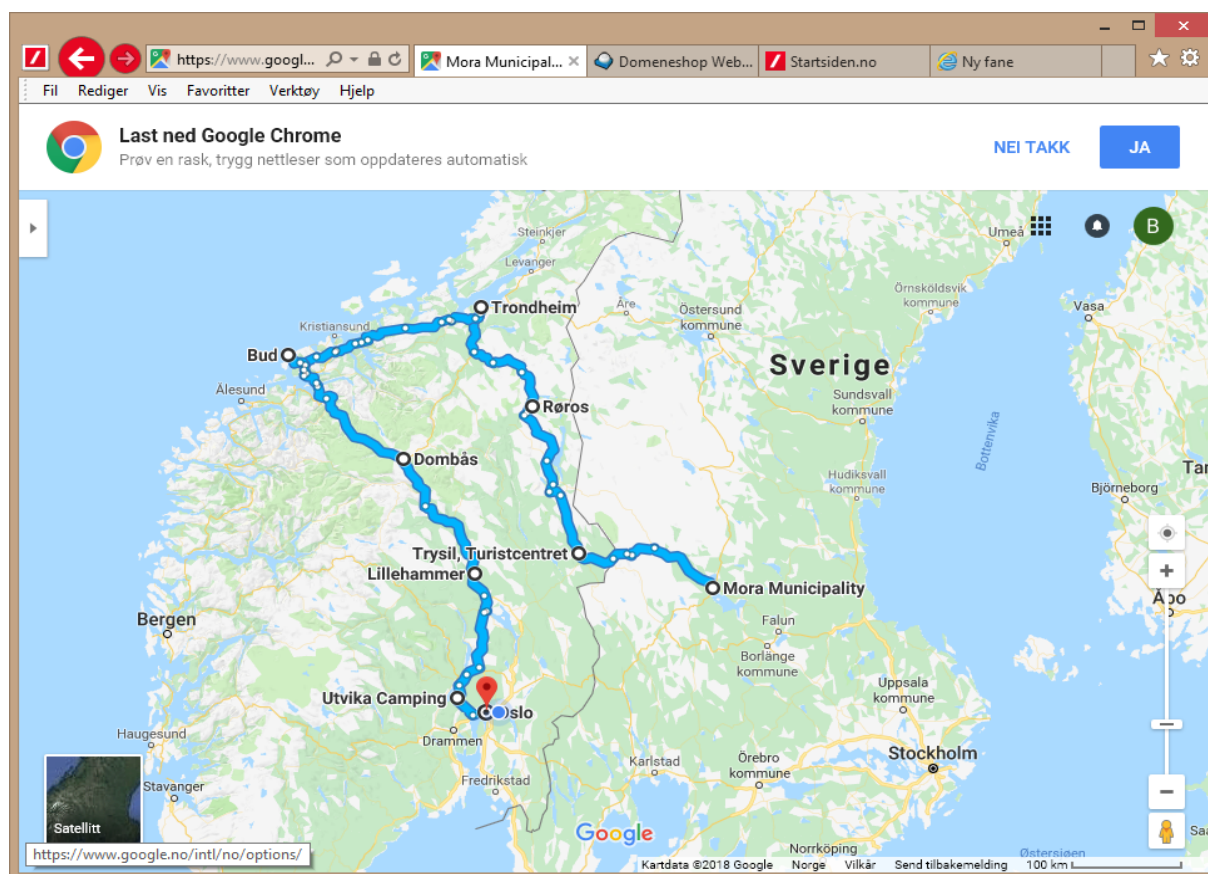 https://www.googl...
Mora Municipal...
Domeneshop Web...
Startsiden.no
Ny fane
Fil Rediger Vis Favoritter Verktøy Hjelp
Last ned Google Chrome
Prøv en rask, trygg nettleser som oppdateres automatisk
NEI TAKK
JA
B
Steinkjer
Umeå
Levanger
Örnsköldsvik
kommune
Trondheim
Åre
Östersund
kommune
Vasa
Kristiansund
Bud
Sverige
Ålesund
Sundsvall
kommune
Røros
Bottenvika
Dombås
Hudiksvall
kommune
Björneborg
Trysil, Turistcentret
Lillehammer
Mora Municipality
Åbo
Bergen
Falun
Borlänge
kommune
Uppsala
kommune
Utvika Camping
Oslo
Haugesund
Drammen
Stockholm
Karlstad
Örebro
kommune
Fredrikstad
Stavanger
Satellitt
Google
Norrköping
Østersjøen
https://www.google.no/intl/no/options/
Kartdata ©2018 Google Norge Vilkår Send tilbakemelding 100 km